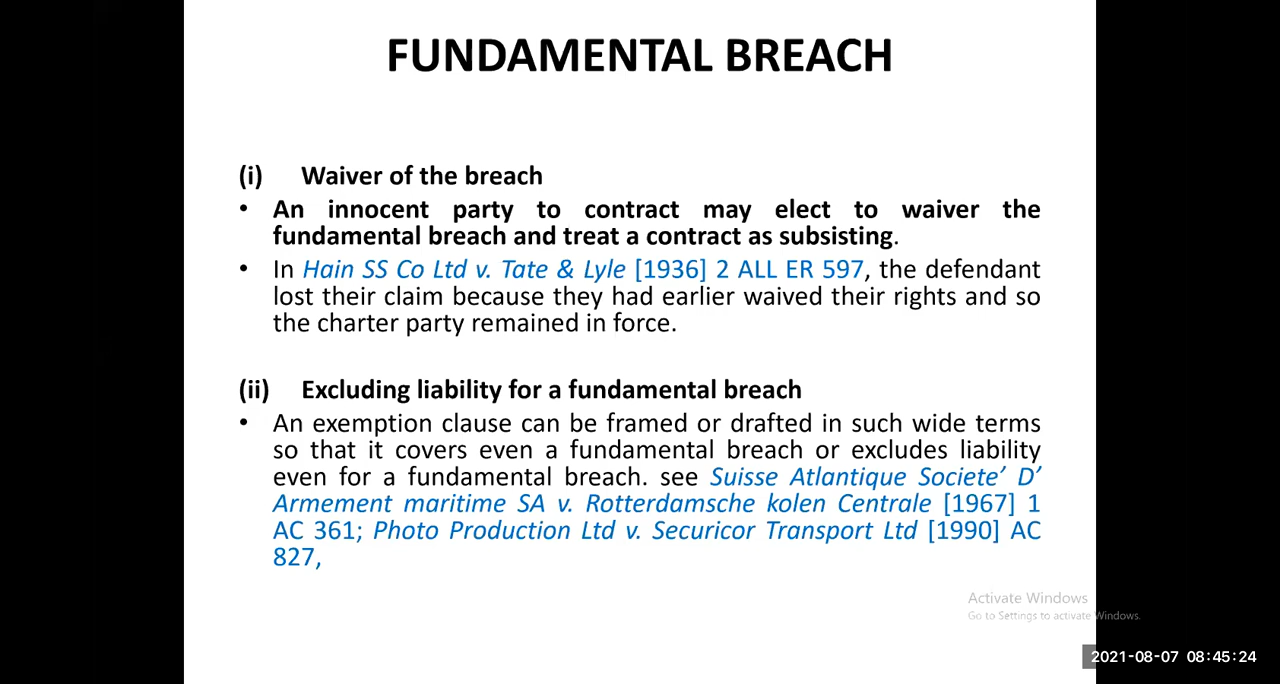 FUNDAMENTAL BREACH
(i) Waiver of the breach
• An innocent party to contract may elect to waiver the
fundamental breach and treat a contract as subsisting.
• In Hain SS Co Ltd v. Tate & Lyle [1936] 2 ALL ER 597, the defendant
lost their claim because they had earlier waived their rights and so
the charter party remained in force.
(ii) Excluding liability for a fundamental breach
• An exemption clause can be framed or drafted in such wide terms
so that it covers even a fundamental breach or excludes liability
even for a fundamental breach. see Suisse Atlantique Societe’ D’
Armement maritime SA v. Rotterdamsche kolen Centrale [1967] 1
AC 361; Photo Production Ltd v. Securicor Transport Ltd [1990] AC
827,
Activate Windows
Go to Settings to activate Windows.
2021-08-07 08:45:24